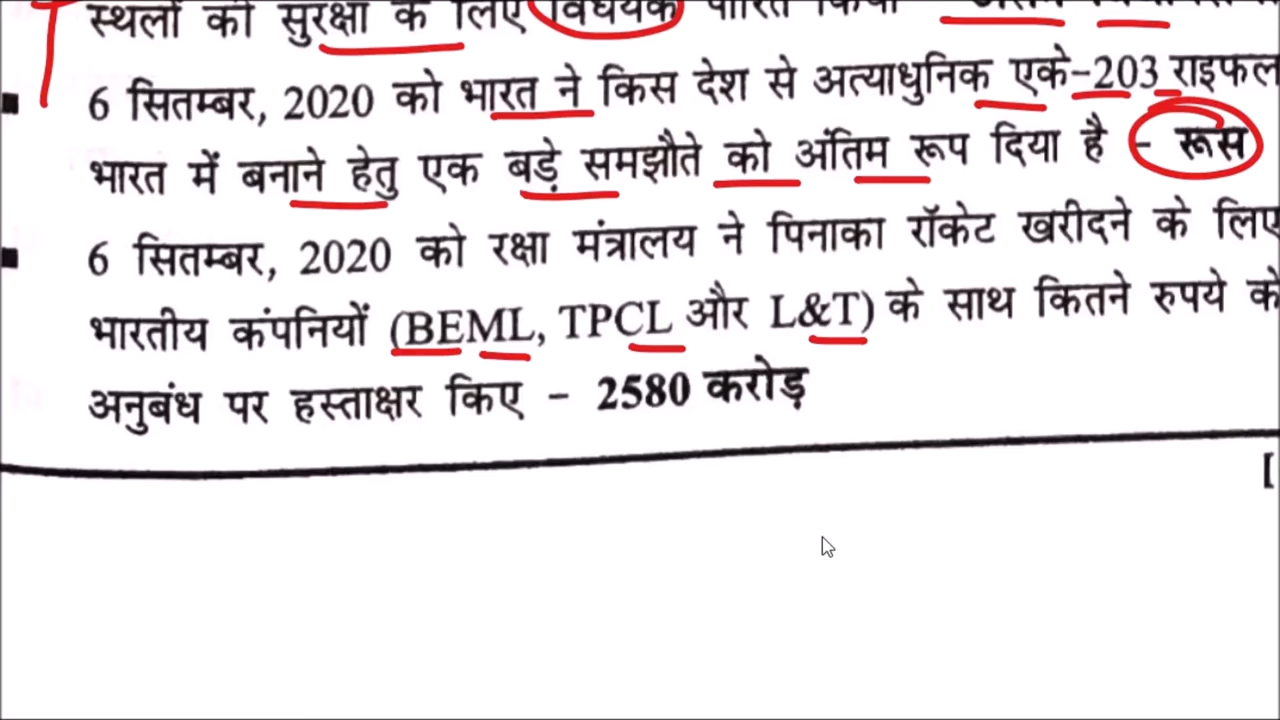 स्थलों की सुरक्षा के लिए विधेयक पारित किया
6 सितम्बर, 2020 को भारत ने किस देश से अत्याधुनिक एके-203 राइफल
भारत में बनाने हेतु एक बड़े समझौते को अंतिम रूप दिया है - रूस
6 सितम्बर, 2020 को रक्षा मंत्रालय ने पिनाका रॉकेट खरीदने के लिए
भारतीय कंपनियों (BEML, TPCL और L&T) के साथ कितने रुपये के
अनुबंध पर हस्ताक्षर किए - 2580 करोड़
[